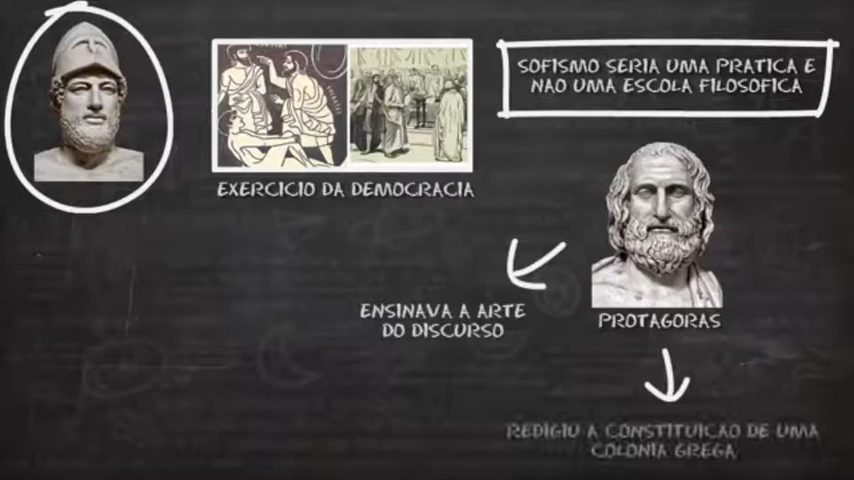 SOFISMO SERIA UMA PRATICA E
NAO UMA ESCOLA FILOSOFICA
EXERCICIO DA DEMOCRACIA
ENSINAVA A ARTE
DO DISCURSO
PROTAGORAS
REDIGIU A CONSTITUICAO DE UMA
COLONIA GREGA